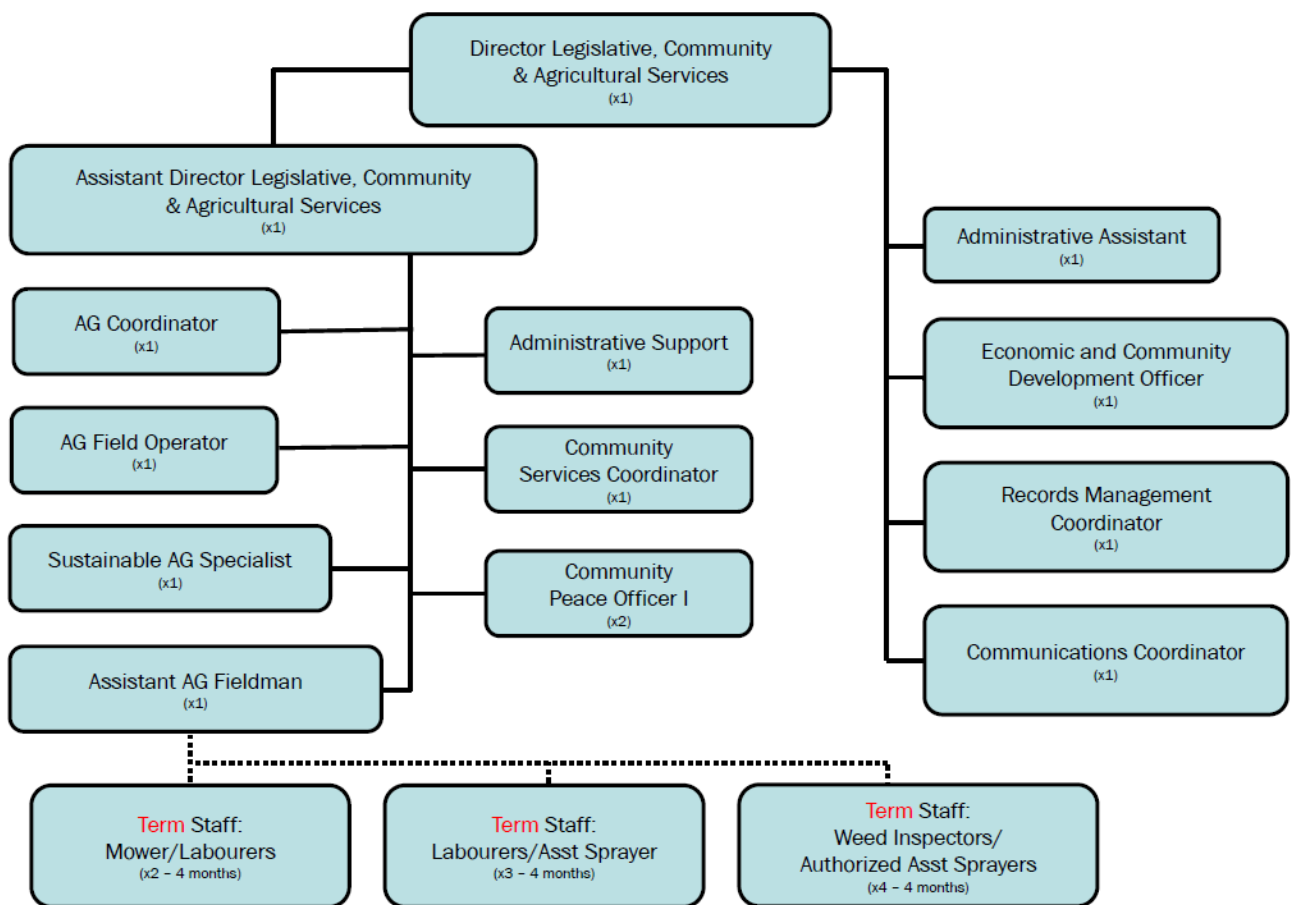 Director Legislative, Community
& Agricultural Services
(x1)
Assistant Director Legislative, Community
& Agricultural Services
(x1)
AG Coordinator
(x1)
AG Field Operator
(x1)
Sustainable AG Specialist
(x1)
Assistant AG Fieldman
(x1)
Administrative Support
(x1)
Community
Services Coordinator
(x1)
Community
Peace Officer I
(x2)
Administrative Assistant
(x1)
Economic and Community
Development Officer
(x1)
Records Management
Coordinator
(x1)
Communications Coordinator
(x1)
Term Staff:
Mower/Labourers
(x2 – 4 months)
Term Staff:
Labourers/Asst Sprayer
(x3 – 4 months)
Term Staff:
Weed Inspectors/
Authorized Asst Sprayers
(x4 – 4 months)